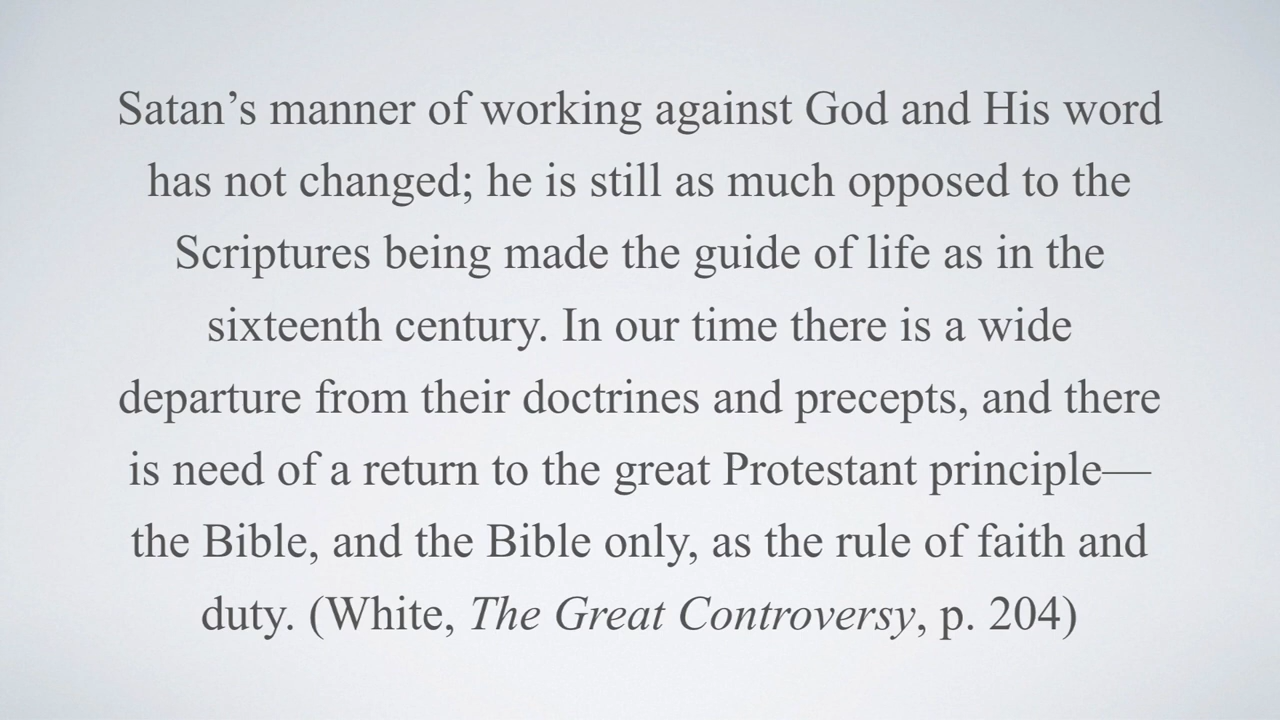 Satan’s manner of working against God and His word
has not changed; he is still as much opposed to the
Scriptures being made the guide of life as in the
sixteenth century. In our time there is a wide
departure from their doctrines and precepts, and there
is need of a return to the great Protestant principle—
the Bible, and the Bible only, as the rule of faith and
duty. (White, The Great Controversy, p. 204)